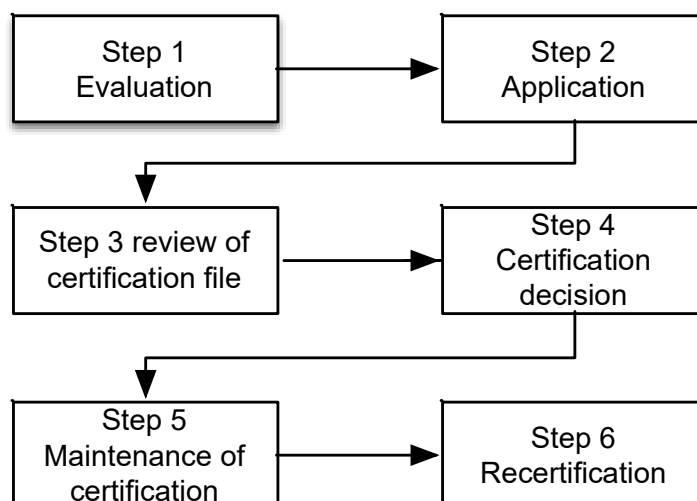 Step 1
Evaluation
Step 2
Application
Step 3 review of
certification file
Step 4
Certification
decision
Step 5
Maintenance of
certification
Step 6
Recertification